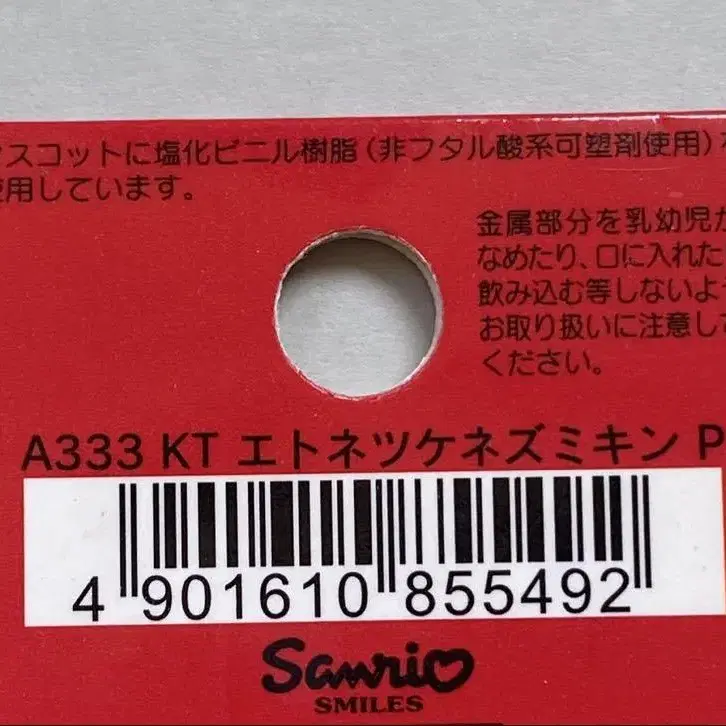 マスコットに塩化ビニル樹脂(非フタル酸系可塑剤使用)を
使用しています。
金属部分を乳幼児が
なめたり、口に入れた
飲み込む等しないよう
お取り扱いに注意し
ください。
A333 KT エトネツケネズミキン P
4 901610 855492
Sanrio
SMILES